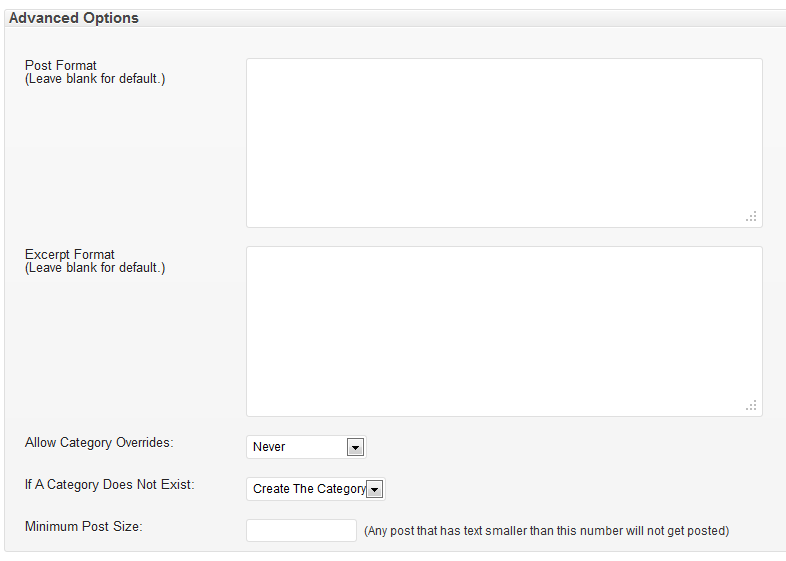 Advanced Options
Post Format
(Leave blank for default.)
Excerpt Format
(Leave blank for default.)
Allow Category Overrides:
Never
If A Category Does Not Exist:
Create The Category
Minimum Post Size:
(Any post that has text smaller than this number will not get posted)